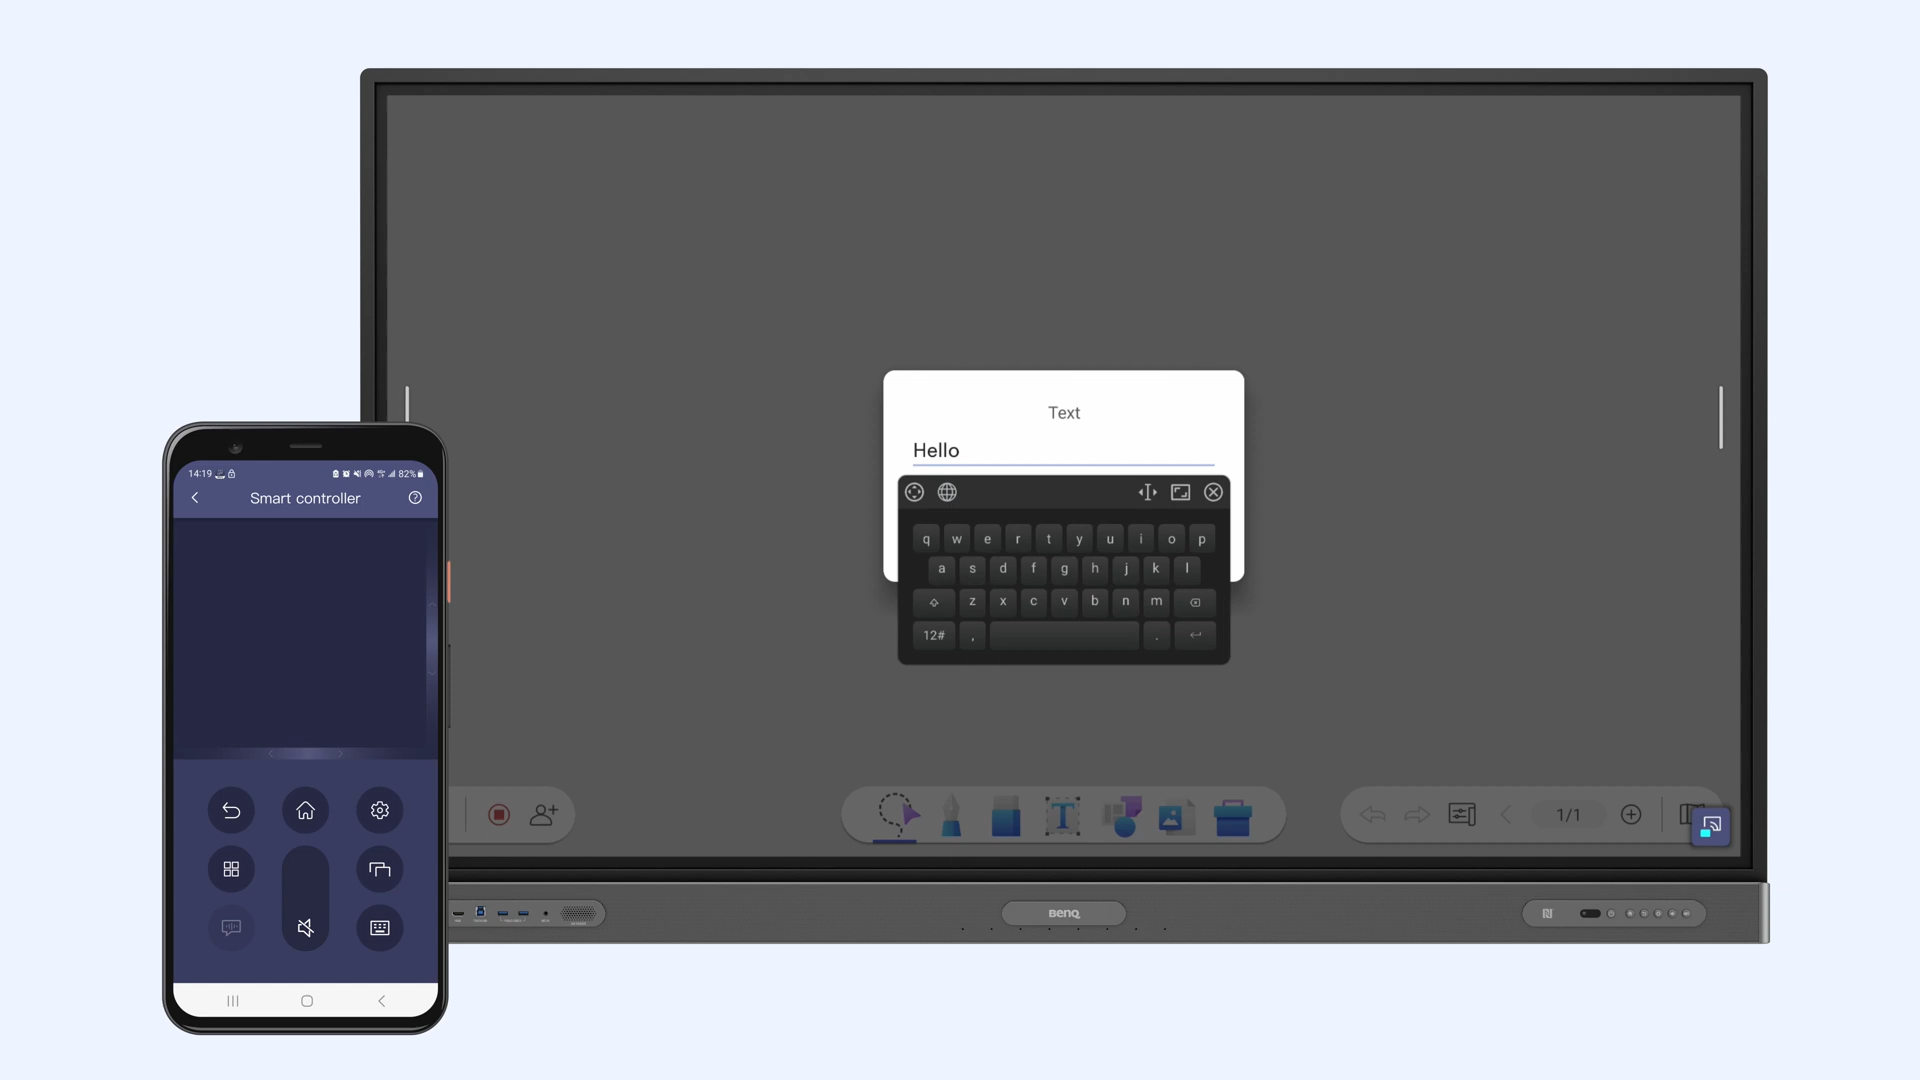 Text
Hello
q w e r t y u i o p
a s d f g h j k l
z x c v b n m
12# , .
14:19
82%
Smart controller
T
1/1
BenQ